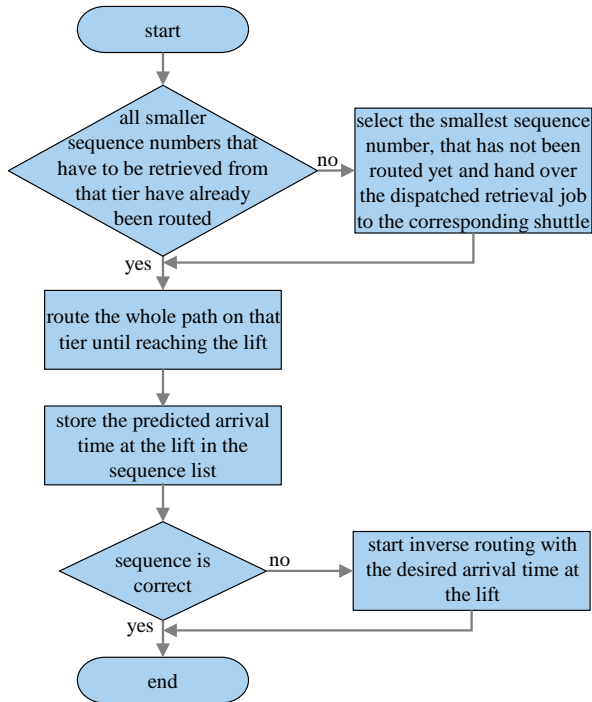 start
all smaller
sequence numbers that
have to be retrieved from
that tier have already
been routed
no
select the smallest sequence
number, that has not been
routed yet and hand over
the dispatched retrieval job
to the corresponding shuttle
yes
route the whole path on that
tier until reaching the lift
store the predicted arrival
time at the lift in the
sequence list
sequence is
correct
no
start inverse routing with
the desired arrival time at
the lift
yes
end